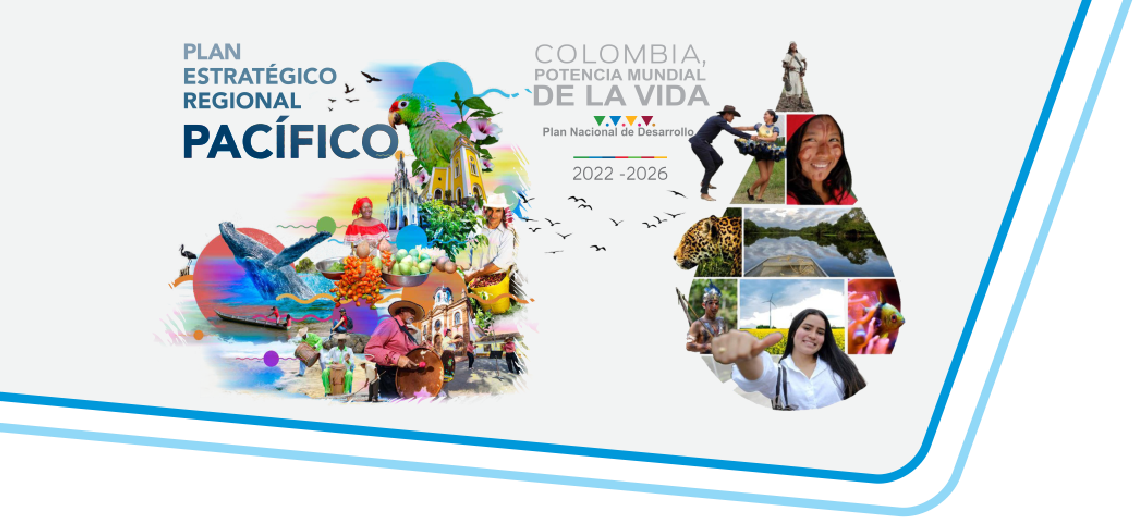 PLAN
ESTRATÉGICO
REGIONAL
PACÍFICO
COLOMBIA,
POTENCIA MUNDIAL
DE LA VIDA
Plan Nacional de Desarrollo
2022 -2026